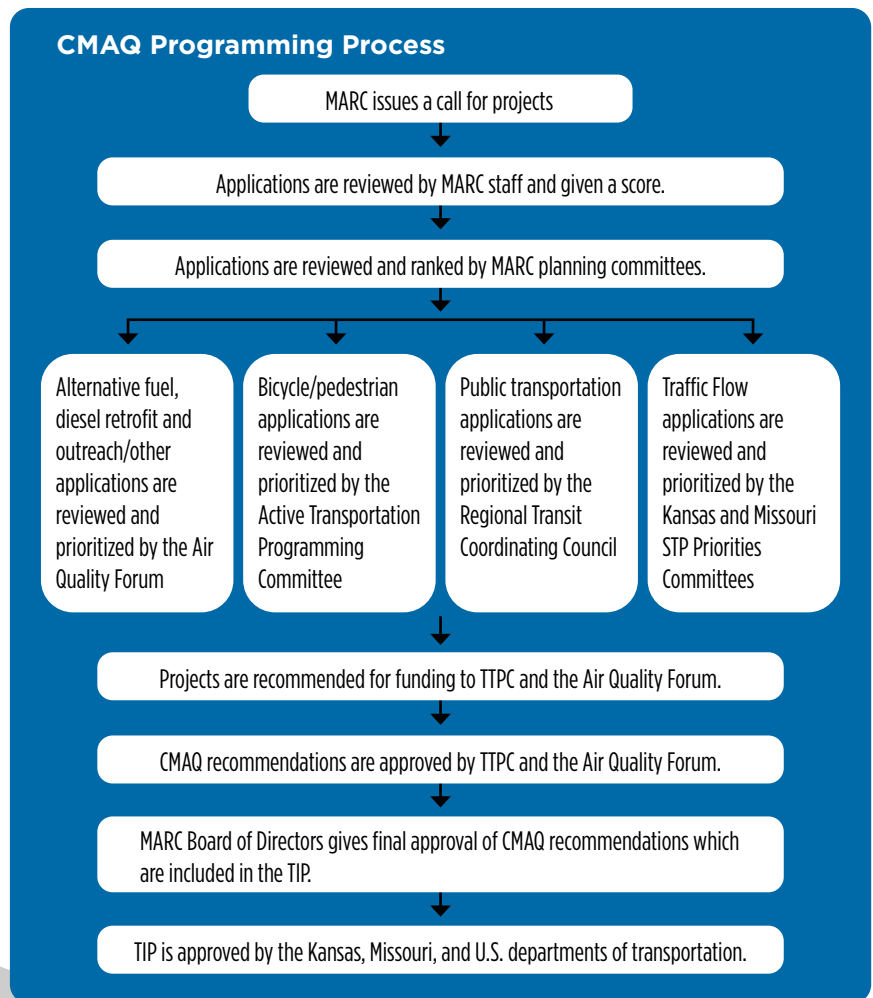 CMAQ Programming Process
MARC issues a call for projects
Applications are reviewed by MARC staff and given a score.
Applications are reviewed and ranked by MARC planning committees.
Alternative fuel,
diesel retrofit and
outreach/other
applications are
reviewed and
prioritized by the Air
Quality Forum
Bicycle/pedestrian
applications are
reviewed and
prioritized by the
Active Transportation
Programming
Committee
Public transportation
applications are
reviewed and
prioritized by the
Regional Transit
Coordinating Council
Traffic Flow
applications are
reviewed and
prioritized by the
Kansas and Missouri
STP Priorities
Committees
Projects are recommended for funding to TTPC and the Air Quality Forum.
CMAQ recommendations are approved by TTPC and the Air Quality Forum.
MARC Board of Directors gives final approval of CMAQ recommendations which
are included in the TIP.
TIP is approved by the Kansas, Missouri, and U.S. departments of transportation.